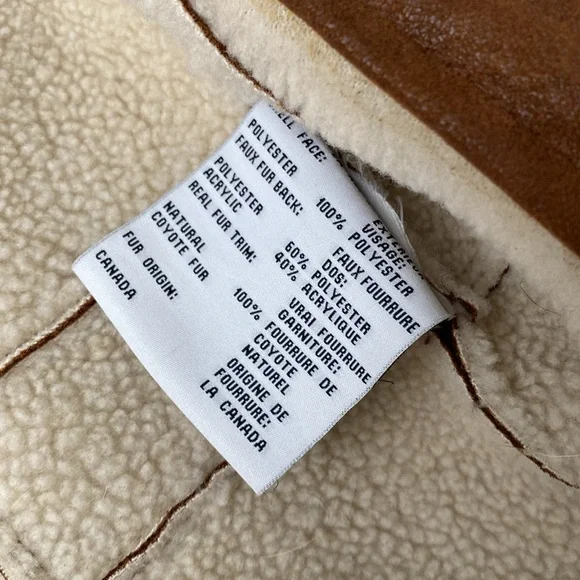 FACE:
POLYESTER
FAUX FUR BACK:
POLYESTER
ACRYLIC
REAL FUR TRIM:
NATURAL
COYOTE FUR
FUR ORIGIN:
CANADA
100%
60%
40%
100%
VISAGE:
POLYESTER
FAUX FOURRURE
DOS:
POLYESTER
ACRYLIQUE
VRAI FOURRURE
GARNITURE:
FOURRURE DE
COYOTE
NATUREL
ORIGINE DE
FOURRURE:
LA CANADA